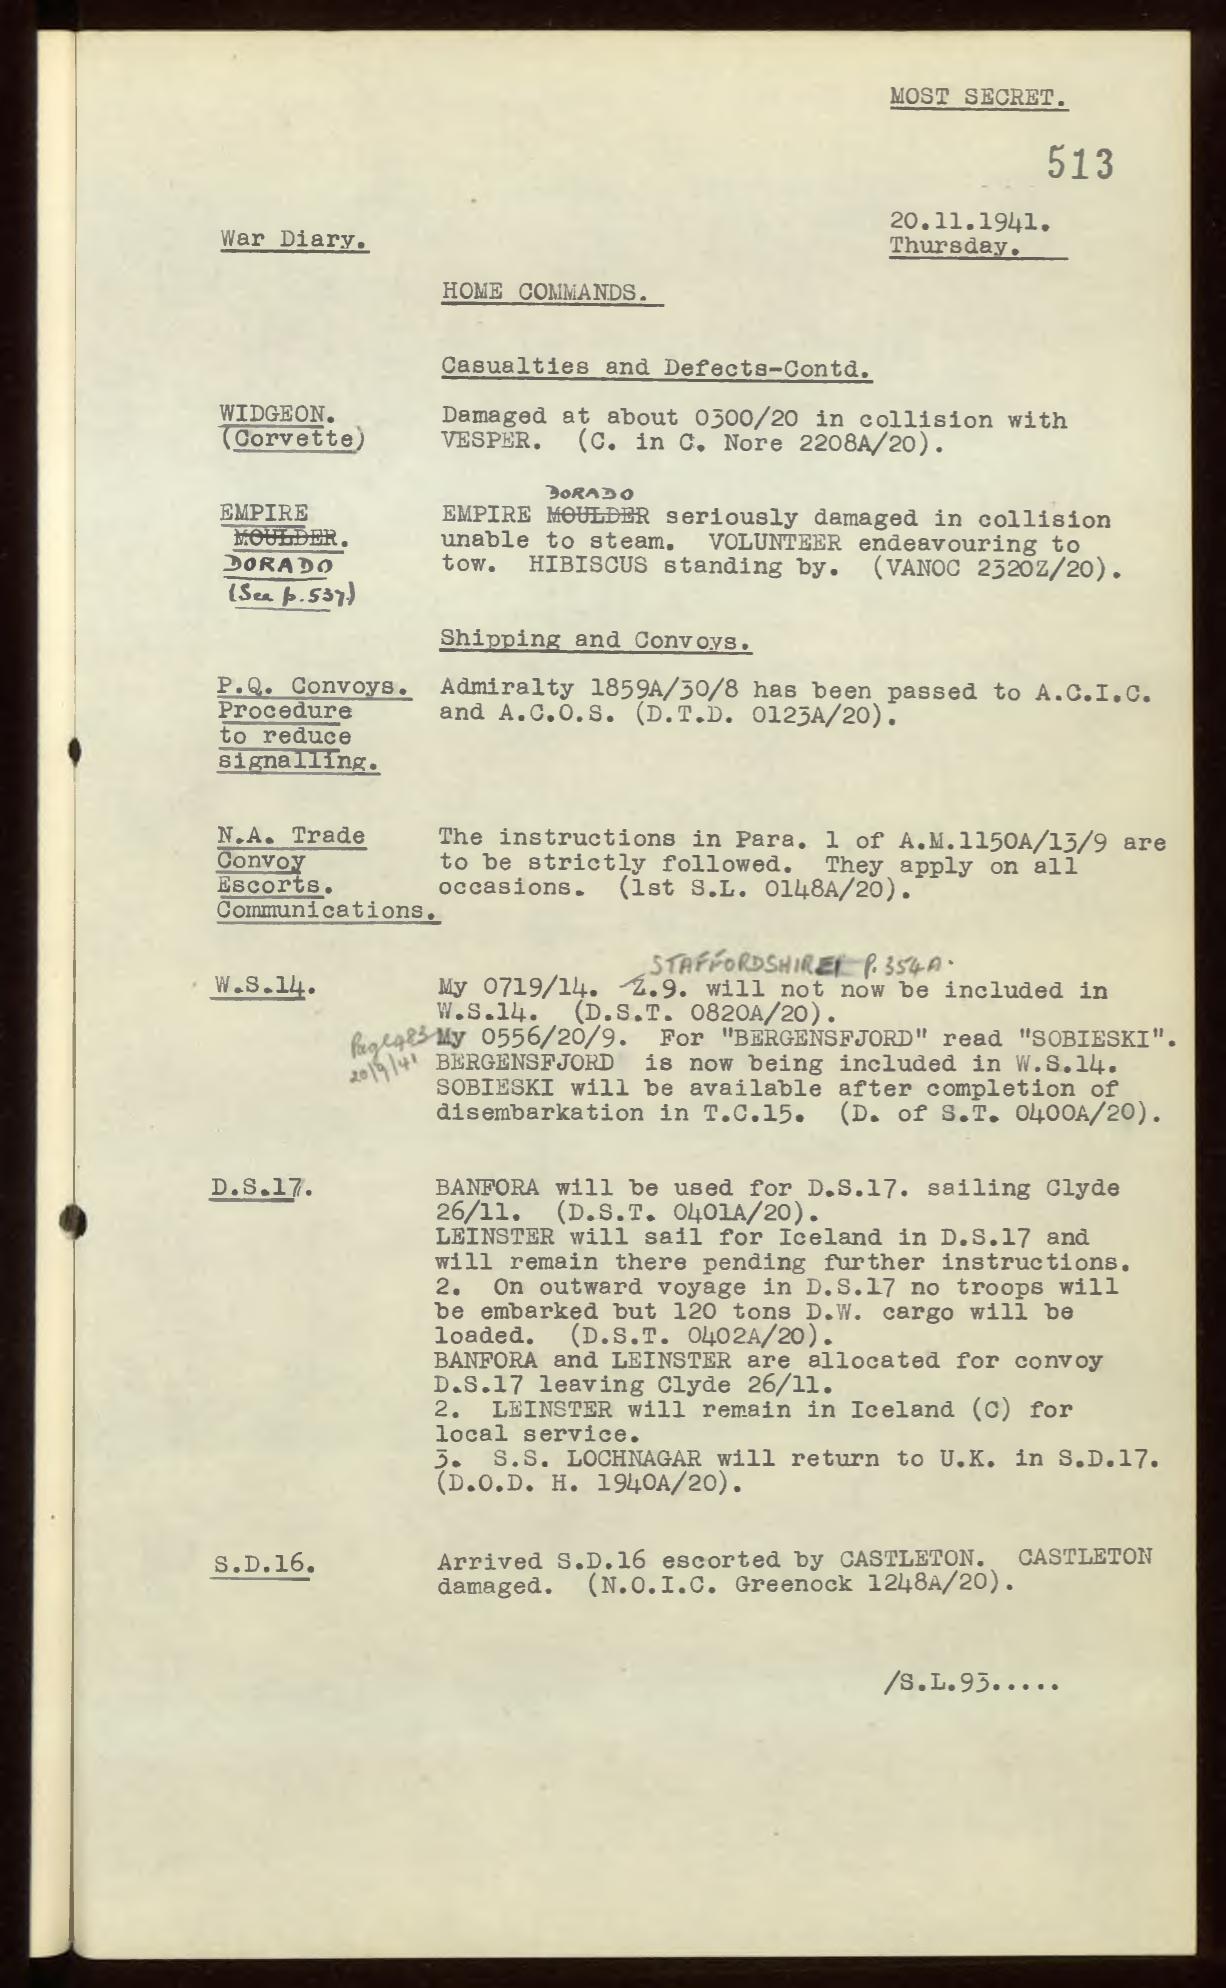 MOST SECRET.
513
20.11.1941.
War Diary.
Thursday.
HOME COMMANDS.
Casualties and Defects-Contd.
WIDGEON. Damaged at about 0300/20 in collision with
(Corvette) VESPER. (C. in C. Nore 2208A/20).
DORADO
EMPIRE EMPIRE MOULDER seriously damaged in collision
MOULDER. unable to steam. VOLUNTEER endeavouring to
DORADO tow. HIBISCUS standing by. (VANOC 2320Z/20).
(See p.537)
Shipping and Convoys.
P.Q. Convoys. Admiralty 1859A/30/8 has been passed to A.C.I.C.
Procedure and A.C.O.S. (D.T.D. 0123A/20).
to reduce
signalling.
N.A. Trade The instructions in Para. 1 of A.M.1150A/13/9 are
Convoy to be strictly followed. They apply on all
Escorts. occasions. (1st S.L. 0148A/20).
Communications.
STAFFORDSHIRE P.354A.
W.S.14. My 0719/14. Z.9. will not now be included in
W.S.14. (D.S.T. 0820A/20).
Page 483 My 0556/20/9. For "BERGENSFJORD" read "SOBIESKI".
20/9/41 BERGENSFJORD is now being included in W.S.14.
SOBIESKI will be available after completion of
disembarkation in T.C.15. (D. of S.T. 0400A/20).
D.S.17. BANFORA will be used for D.S.17. sailing Clyde
26/11. (D.S.T. 0401A/20).
LEINSTER will sail for Iceland in D.S.17 and
will remain there pending further instructions.
2. On outward voyage in D.S.17 no troops will
be embarked but 120 tons D.W. cargo will be
loaded. (D.S.T. 0402A/20).
BANFORA and LEINSTER are allocated for convoy
D.S.17 leaving Clyde 26/11.
2. LEINSTER will remain in Iceland (C) for
local service.
3. S.S. LOCHNAGAR will return to U.K. in S.D.17.
(D.O.D. H. 1940A/20).
S.D.16. Arrived S.D.16 escorted by CASTLETON. CASTLETON
damaged. (N.O.I.C. Greenock 1248A/20).
/S.L.93.....